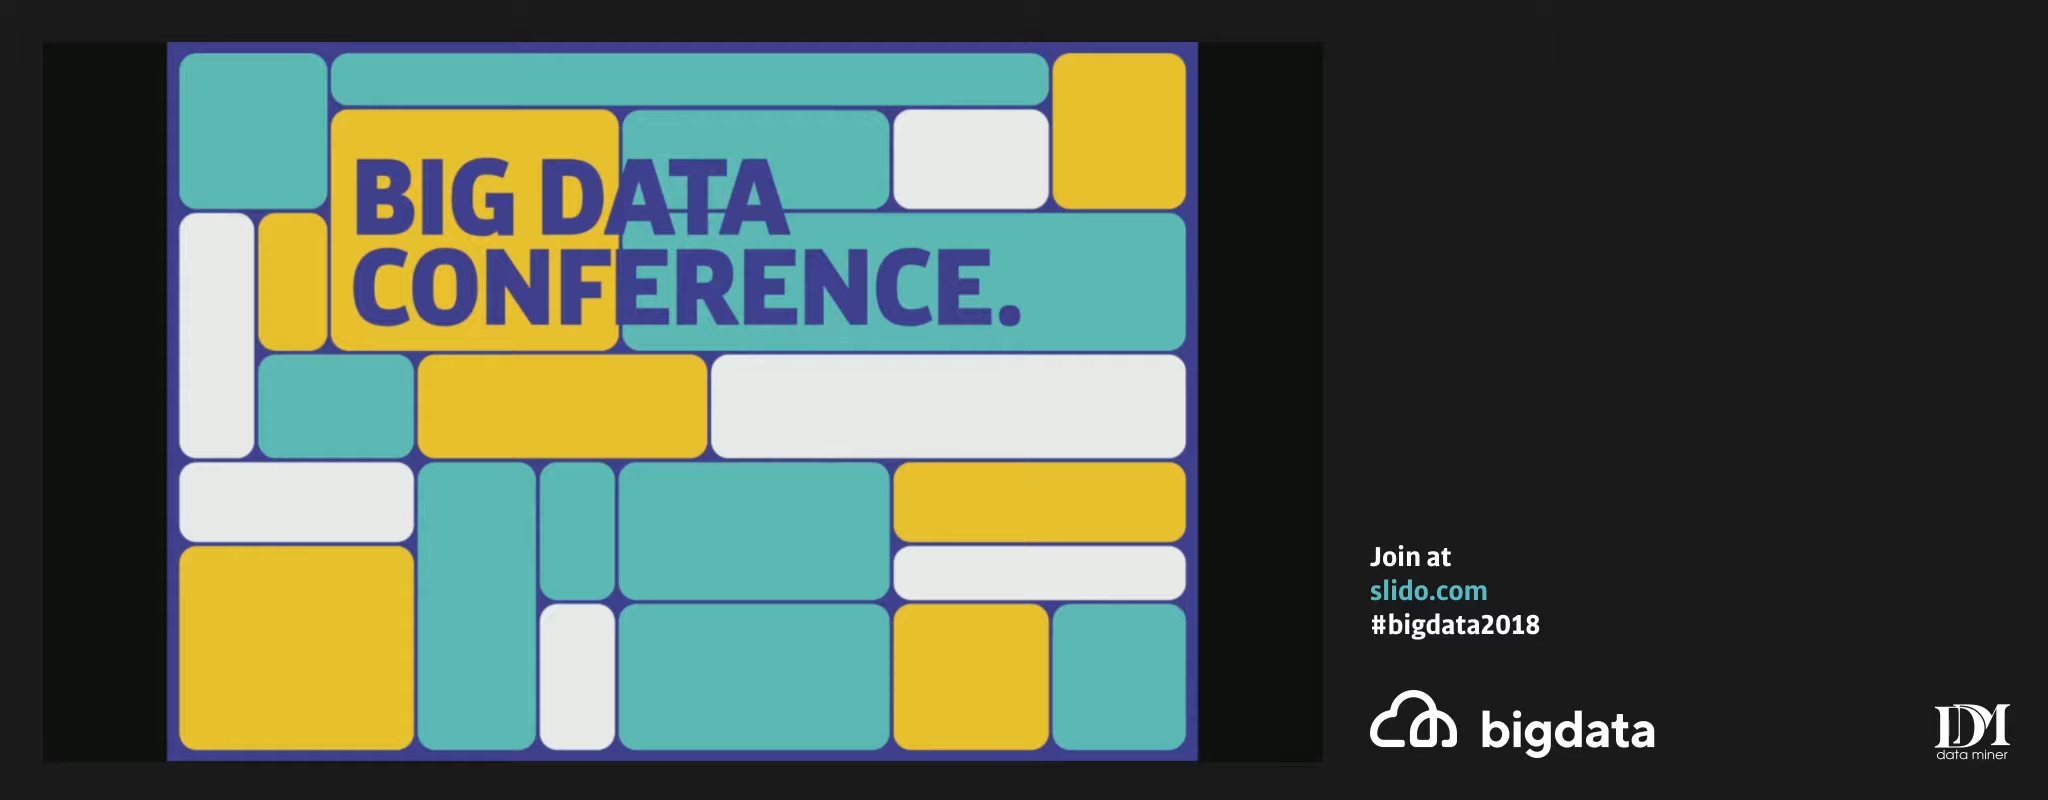 BIG DATA
CONFERENCE.
Join at
slido.com
#bigdata2018
bigdata
DM
data miner